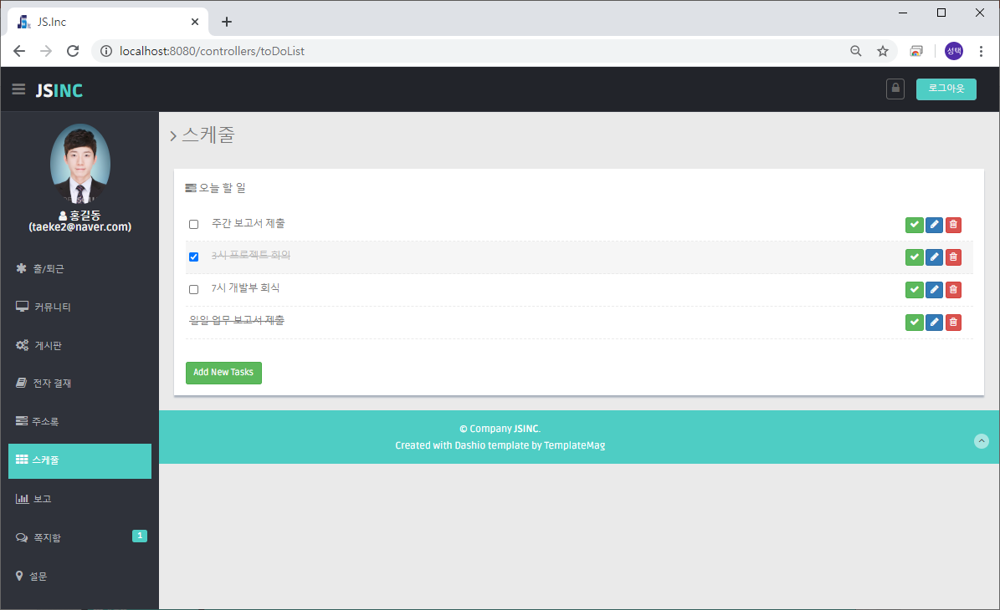 JS.Inc
localhost:8080/controllers/toDoList
성택
JSINC
로그아웃
홍길동
(taeke2@naver.com)
출/퇴근
커뮤니티
게시판
전자 결재
주소록
스케줄
보고
쪽지함 1
설문
스케줄
오늘 할 일
주간 보고서 제출
3시 프로젝트 회의
7시 개발부 회식
일일 업무 보고서 제출
Add New Tasks
© Company JSINC.
Created with Dashio template by TemplateMag